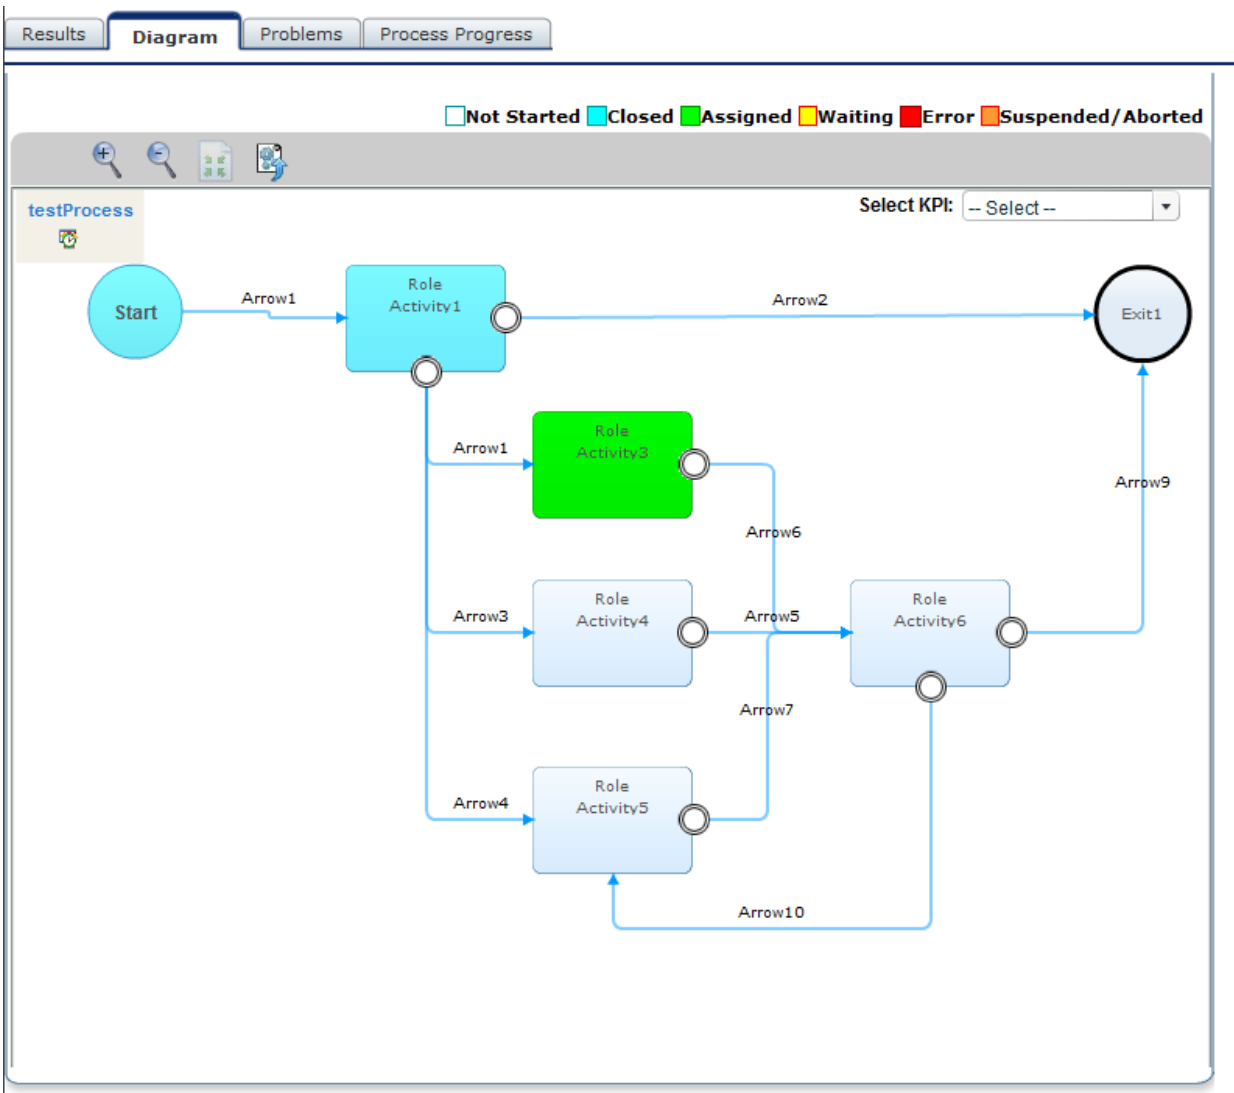 Results Diagram Problems Process Progress
Not Started Closed Assigned Waiting Error Suspended/Aborted
testProcess
Select KPI: -- Select --
Start
Arrow1
Role
Activity1
Arrow2
Exit1
Arrow1
Role
Activity3
Arrow9
Arrow6
Arrow3
Role
Activity4
Arrow5
Role
Activity6
Arrow7
Arrow4
Role
Activity5
Arrow10